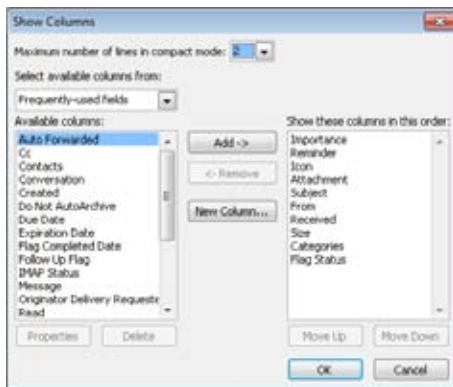 Show Columns
Maximum number of lines in compact mode: 2
Select available columns from:
Frequently-used fields
Available columns:
Auto Forwarded
Cc
Contacts
Conversation
Created
Do Not AutoArchive
Due Date
Expiration Date
Flag Completed Date
Follow Up Flag
IMAP Status
Message
Originator Delivery Requeste
Read
Properties
Delete
Add ->
<- Remove
New Column...
Show these columns in this order:
Importance
Reminder
Icon
Attachment
Subject
From
Received
Size
Categories
Flag Status
Move Up
Move Down
OK
Cancel